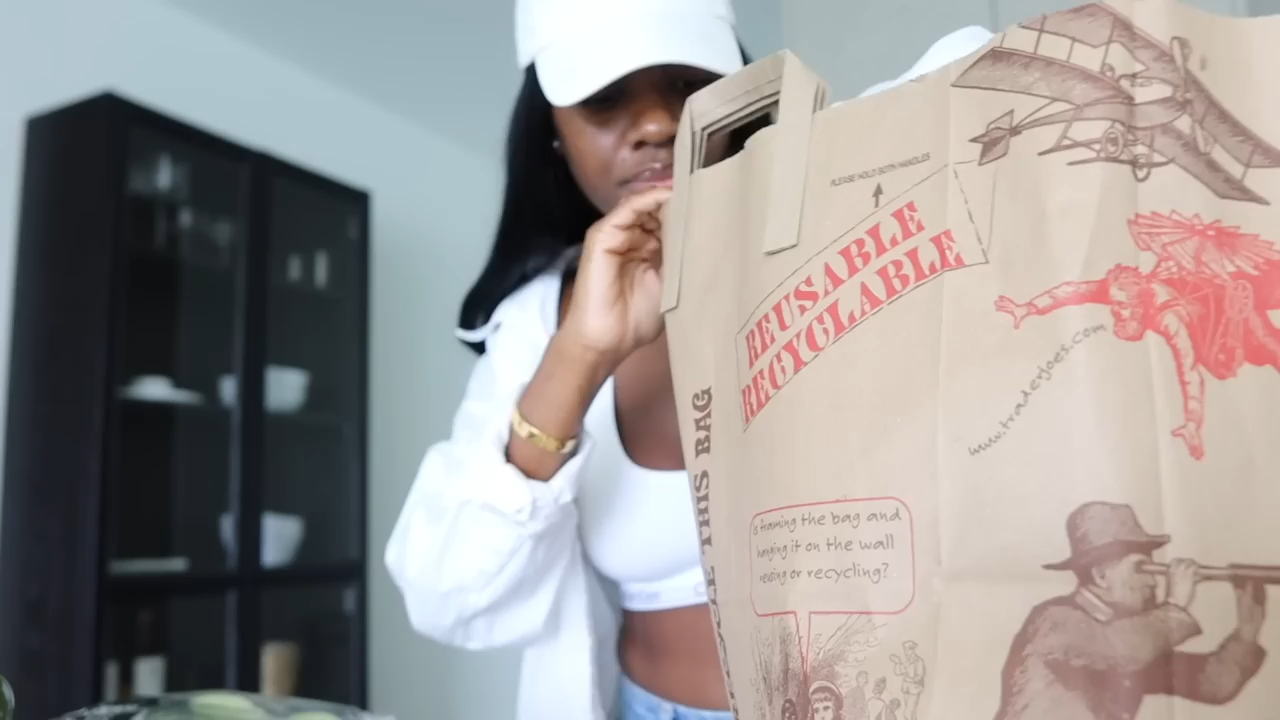 PLEASE HOLD BOTH HANDLES
REUSABLE
RECYCLABLE
www.traderjoes.com
THIS BAG
is framing the bag and
hanging it on the wall
reusing or recycling?